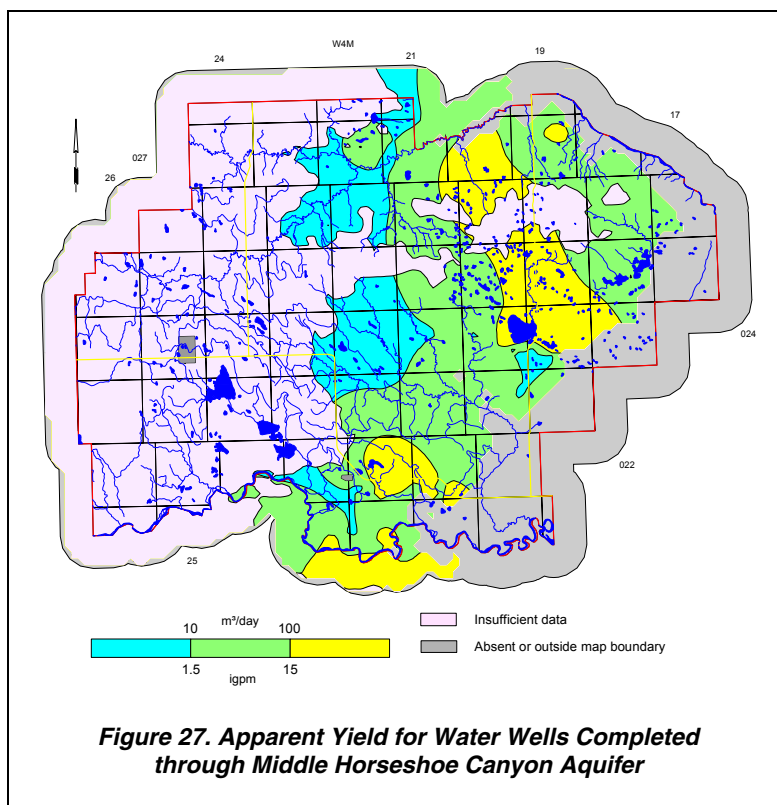 W4M
24
21
19
17
027
26
024
022
25
10 m³/day 100
1.5 igpm 15
Insufficient data
Absent or outside map boundary
Figure 27. Apparent Yield for Water Wells Completed
through Middle Horseshoe Canyon Aquifer